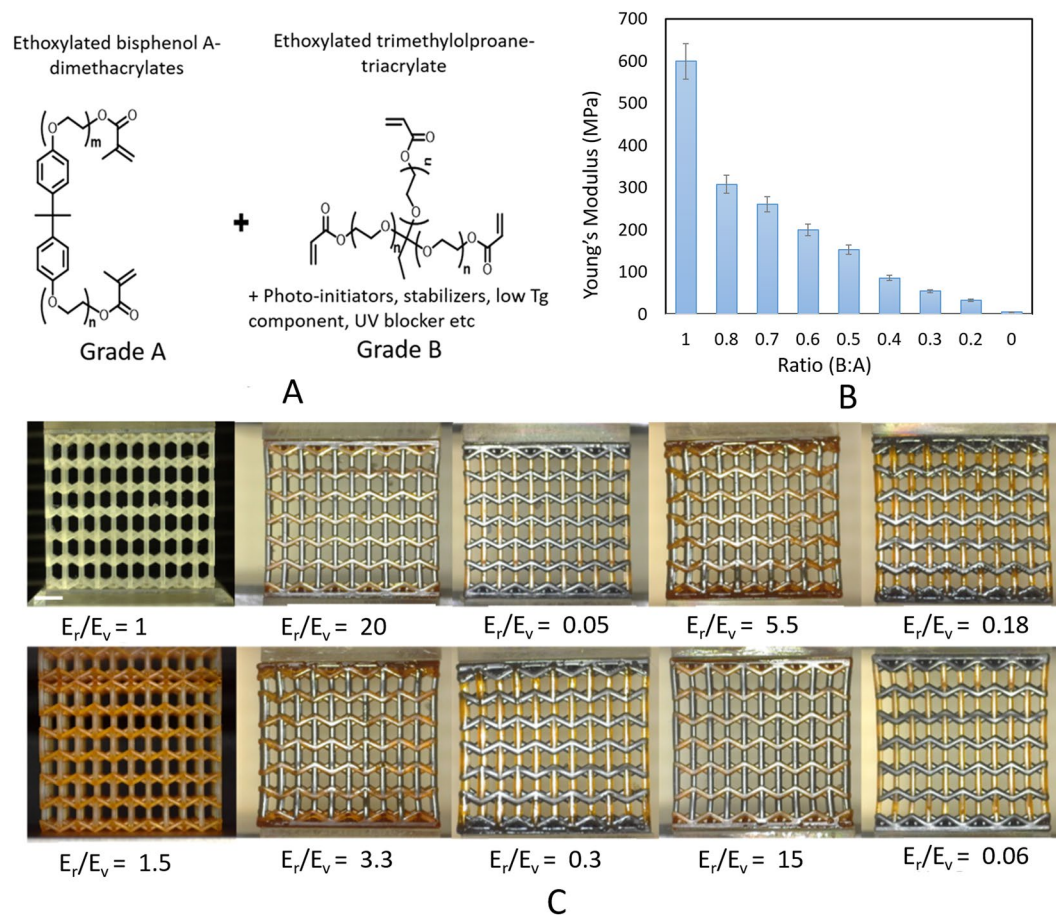 Ethoxylated bisphenol A-
dimethacrylates
Ethoxylated trimethylolproane-
triacrylate
O
O
m
O
O
n
O
O
+
O
O
n
O
O
O
n
O
O
n
O
+ Photo-initiators, stabilizers, low Tg
component, UV blocker etc
Grade A
Grade B
A
700
600
500
400
300
200
100
0
Young's Modulus (MPa)
1 0.8 0.7 0.6 0.5 0.4 0.3 0.2 0
Ratio (B:A)
B
Er/Ev = 1
Er/Ev = 20
Er/Ev = 0.05
Er/Ev = 5.5
Er/Ev = 0.18
Er/Ev = 1.5
Er/Ev = 3.3
Er/Ev = 0.3
Er/Ev = 15
Er/Ev = 0.06
C